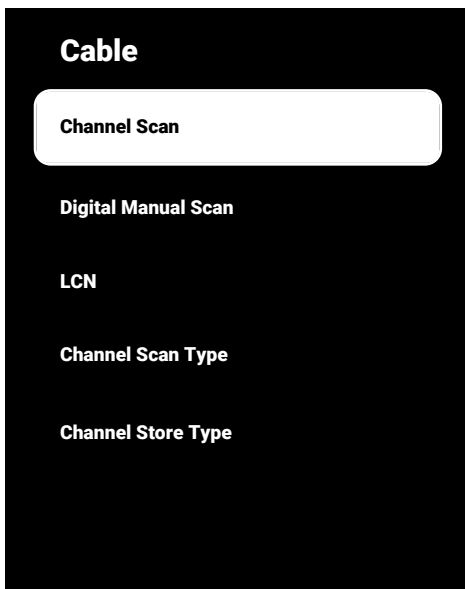 Cable
Channel Scan
Digital Manual Scan
LCN
Channel Scan Type
Channel Store Type